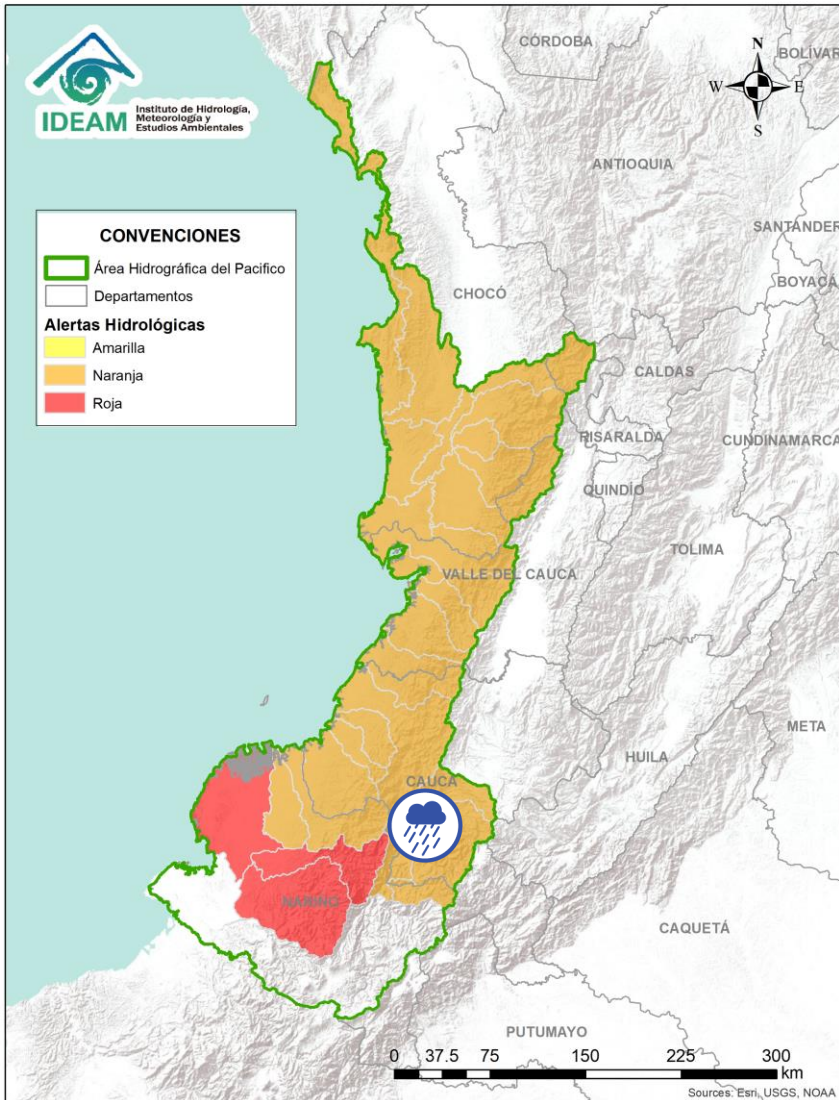 IDEAM
Instituto de Hidrología,
Meteorología y
Estudios Ambientales
N
W
E
S
CONVENCIONES
Área Hidrográfica del Pacifico
Departamentos
Alertas Hidrológicas
Amarilla
Naranja
Roja
CÓRDOBA
BOLÍVAR
ANTIOQUIA
SANTANDER
BOYACÁ
CHOCÓ
CALDAS
RISARALDA
CUNDINAMARCA
QUINDÍO
TOLIMA
VALLE DEL CAUCA
META
HUILA
CAUCA
NARIÑO
CAQUETÁ
PUTUMAYO
0 37.5 75 150 225 300
km
Sources: Esri, USGS, NOAA